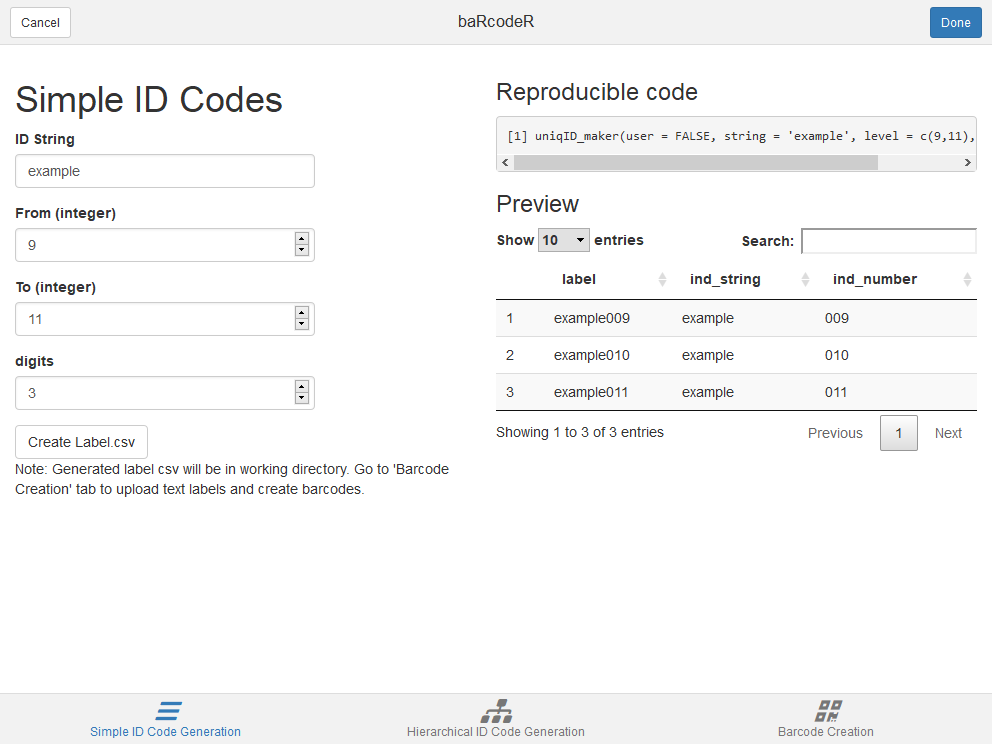 Cancel
baRcodeR
Done
Simple ID Codes
ID String
example
From (integer)
9
To (integer)
11
digits
3
Create Label.csv
Note: Generated label csv will be in working directory. Go to 'Barcode
Creation' tab to upload text labels and create barcodes.
Reproducible code
[1] uniqID_maker(user = FALSE, string = 'example', level = c(9,11),
Preview
Show 10 entries Search:
label ind_string ind_number
1 example009 example 009
2 example010 example 010
3 example011 example 011
Showing 1 to 3 of 3 entries Previous 1 Next
Simple ID Code Generation
Hierarchical ID Code Generation
Barcode Creation